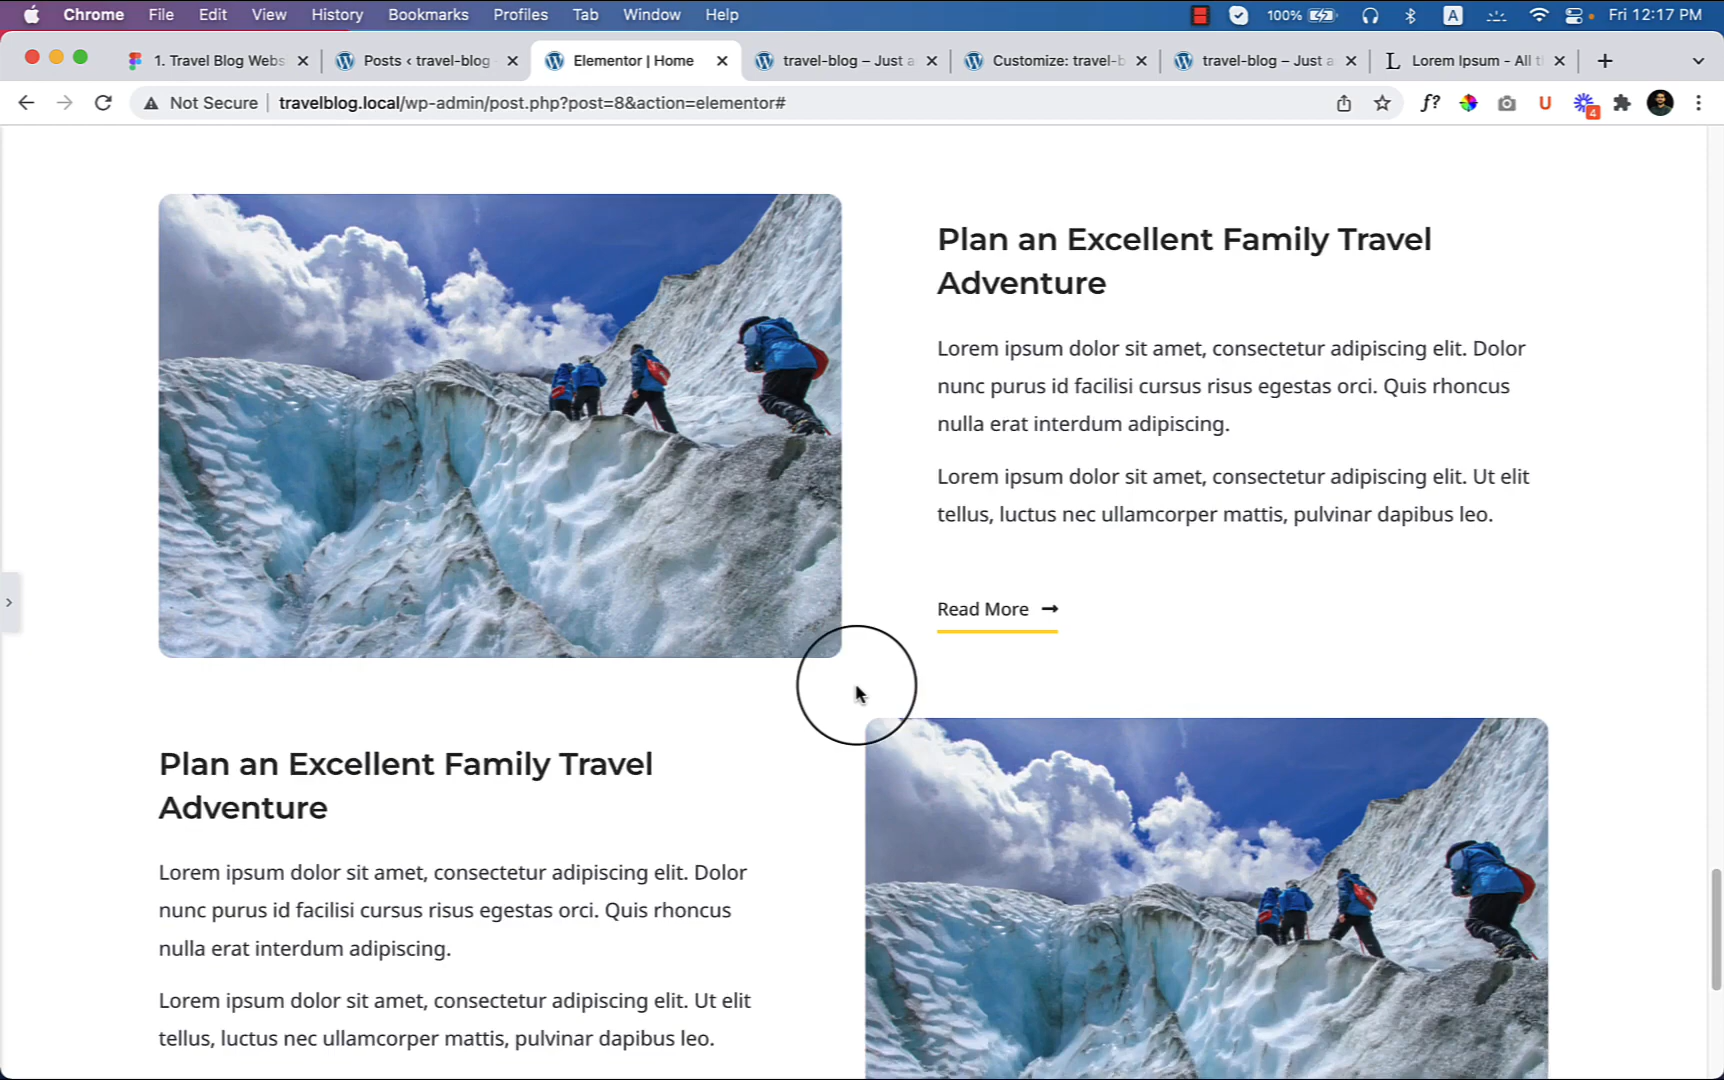 Chrome File Edit View History Bookmarks Profiles Tab Window Help 100% A Fri 12:17 PM
1. Travel Blog Webs Posts ‹ travel-blog Elementor | Home travel-blog – Just a Customize: travel-b travel-blog – Just a L Lorem Ipsum - All t
Not Secure travelblog.local/wp-admin/post.php?post=8&action=elementor# f? U 4
Plan an Excellent Family Travel
Adventure
Lorem ipsum dolor sit amet, consectetur adipiscing elit. Dolor
nunc purus id facilisi cursus risus egestas orci. Quis rhoncus
nulla erat interdum adipiscing.
Lorem ipsum dolor sit amet, consectetur adipiscing elit. Ut elit
tellus, luctus nec ullamcorper mattis, pulvinar dapibus leo.
Read More
Plan an Excellent Family Travel
Adventure
Lorem ipsum dolor sit amet, consectetur adipiscing elit. Dolor
nunc purus id facilisi cursus risus egestas orci. Quis rhoncus
nulla erat interdum adipiscing.
Lorem ipsum dolor sit amet, consectetur adipiscing elit. Ut elit
tellus, luctus nec ullamcorper mattis, pulvinar dapibus leo.